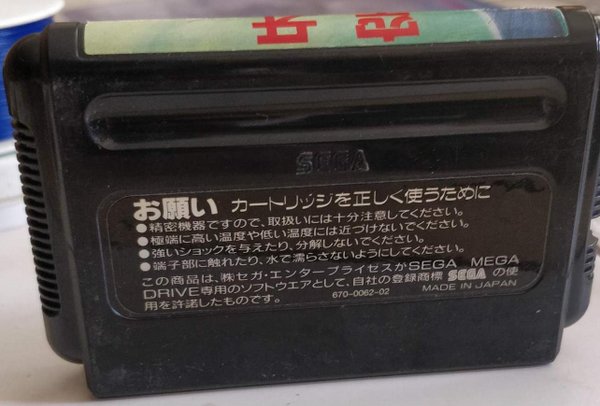 空牙
SEGA
お願い カートリッジを正しく使うために
●精密機器ですので、取扱いには十分注意してください。
●極端に高い温度や低い温度には近づけないでください。
●強いショックを与えたり、分解しないでください。
●端子部に触れたり、水で濡らさないようにしてください。
この商品は、㈱セガ・エンタープライゼスがSEGA MEGA
DRIVE専用のソフトウエアとして、自社の登録商標 SEGA の使
用を許諾したものです。 670-0062-02 MADE IN JAPAN